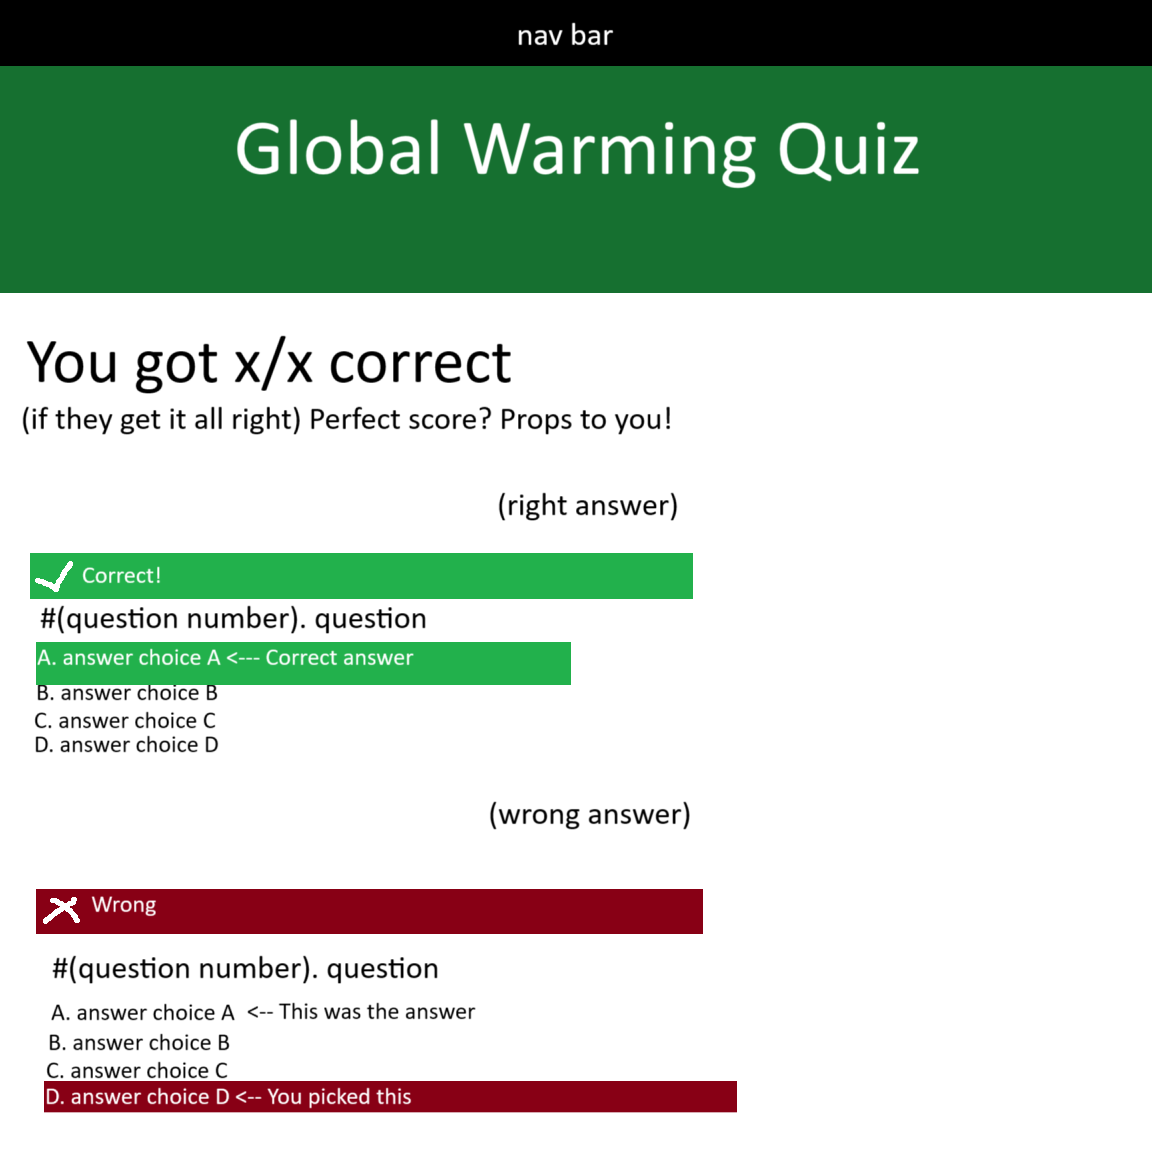 nav bar
Global Warming Quiz
You got x/x correct
(if they get it all right) Perfect score? Props to you!
(right answer)
Correct!
#(question number). question
A. answer choice A <--- Correct answer
B. answer choice B
C. answer choice C
D. answer choice D
(wrong answer)
Wrong
#(question number). question
A. answer choice A <-- This was the answer
B. answer choice B
C. answer choice C
D. answer choice D <-- You picked this